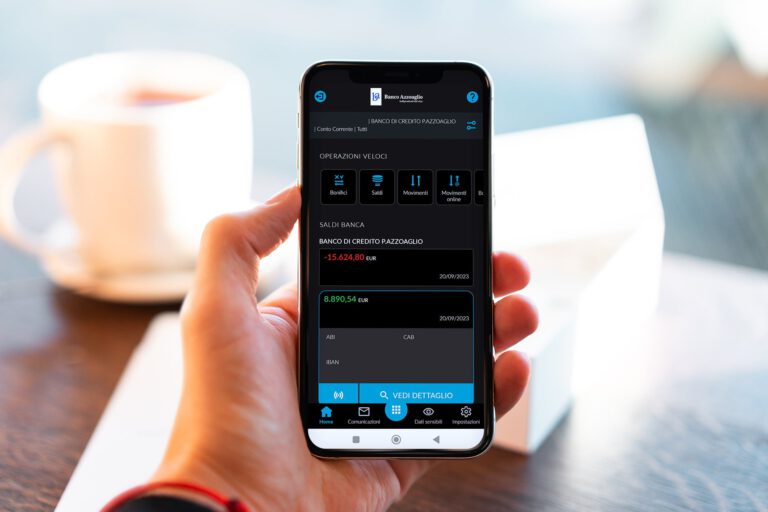 Banco Azzoaglio
| BANCO DI CREDITO P.AZZOAGLIO
| Conto Corrente | Tutti
OPERAZIONI VELOCI
Bonifici
Saldi
Movimenti
Movimenti online
SALDI BANCA
BANCO DI CREDITO P.AZZOAGLIO
-15.624,80 EUR
20/09/2023
8.890,54 EUR
20/09/2023
ABI CAB
IBAN
VEDI DETTAGLIO
Home Comunicazioni Dati sensibili Impostazioni